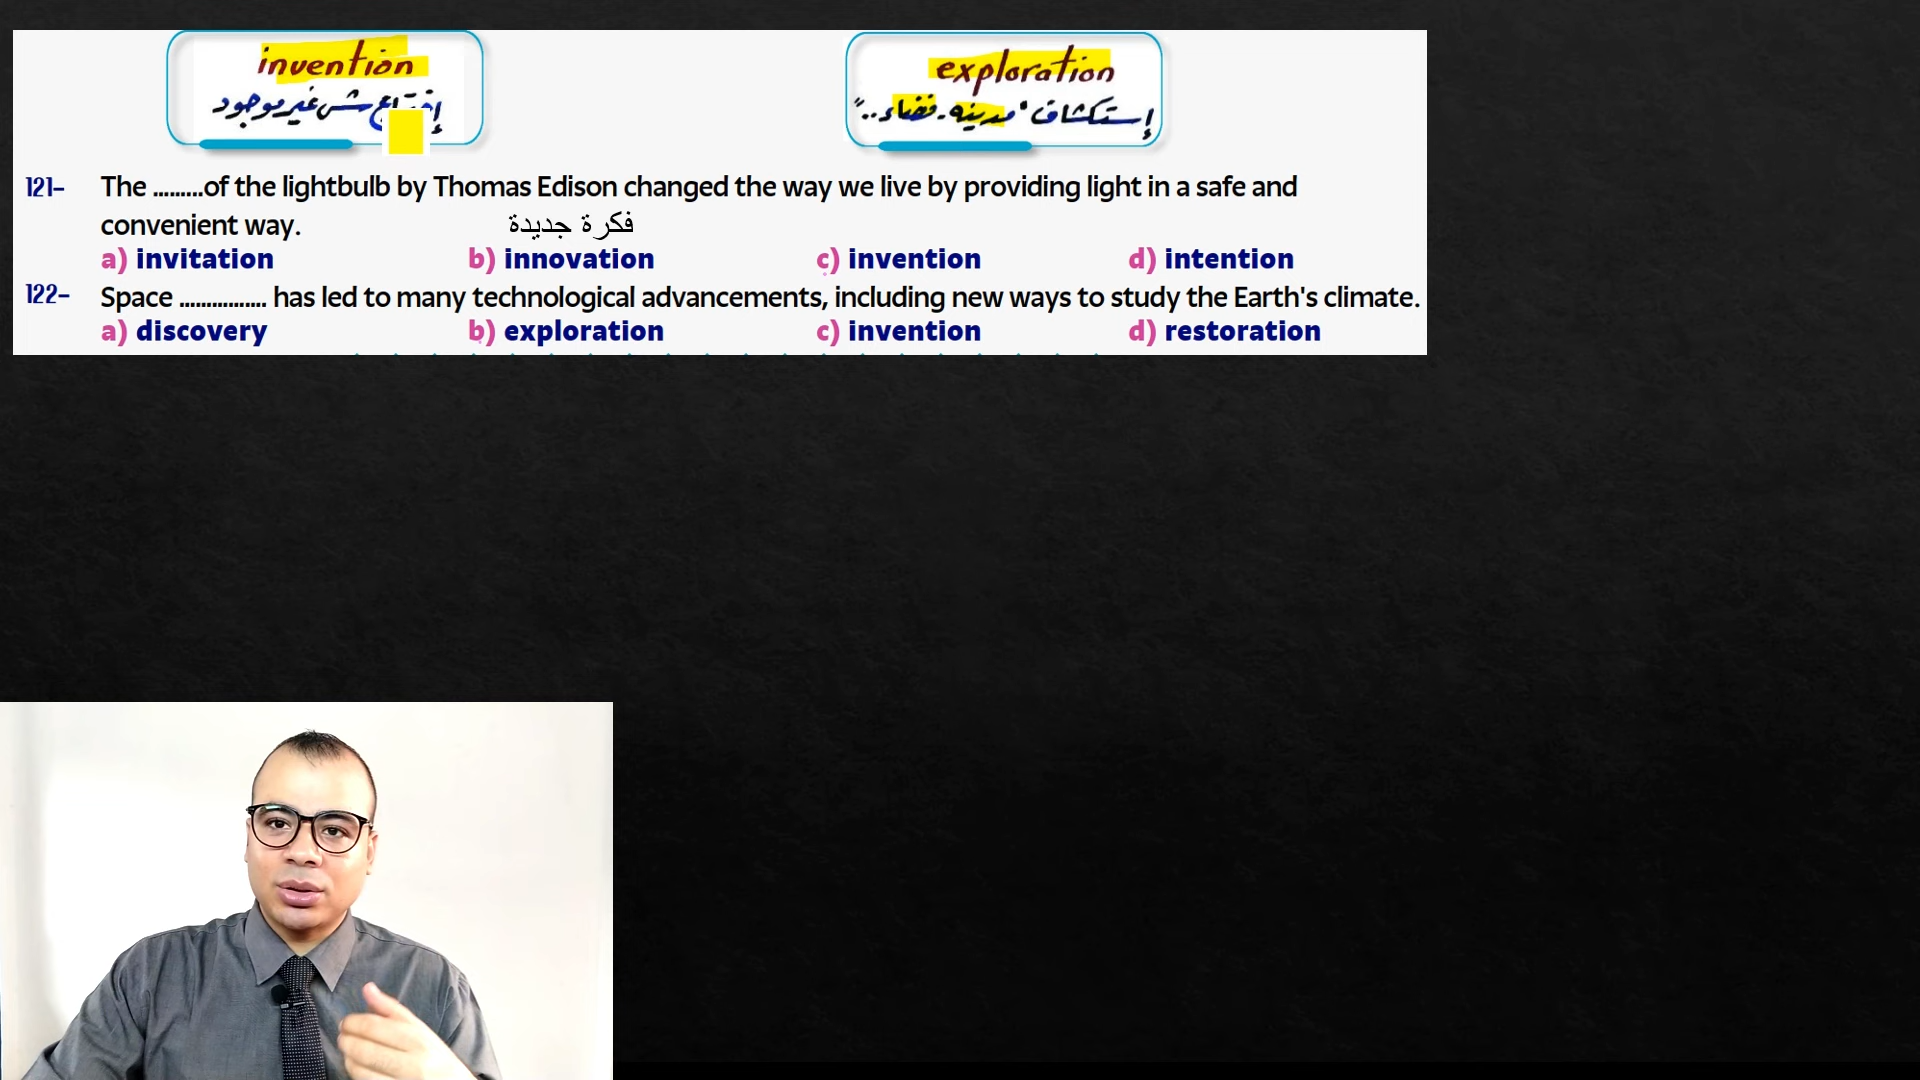 invention
إختراع شئ غير موجود
exploration
إستكشاف "مدينه - فضاء.."
121– The .........of the lightbulb by Thomas Edison changed the way we live by providing light in a safe and
convenient way.
فكرة جديدة
a) invitation b) innovation c) invention d) intention
122– Space ................ has led to many technological advancements, including new ways to study the Earth's climate.
a) discovery b) exploration c) invention d) restoration